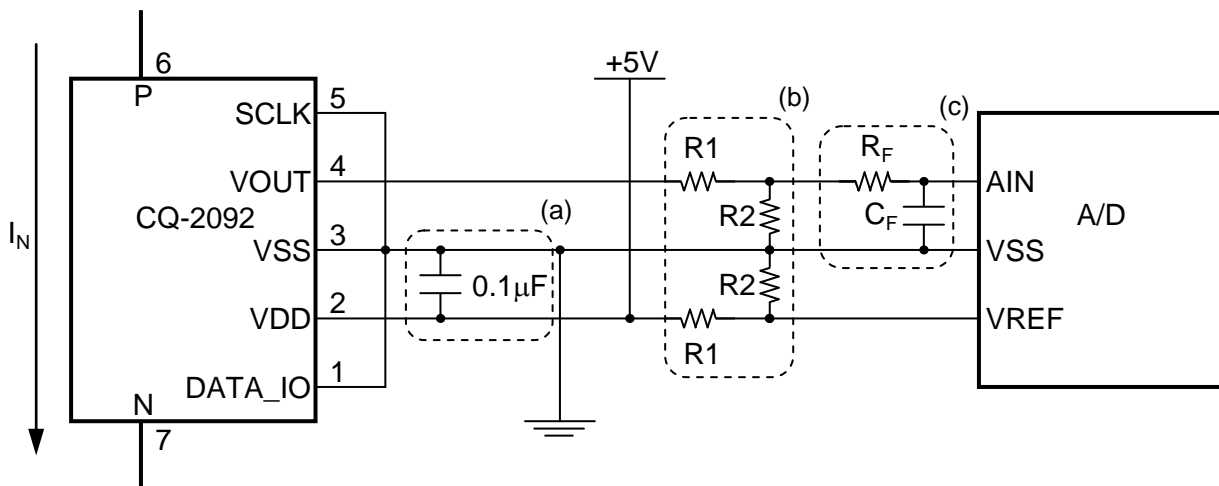 6
P
+5V
SCLK
5
(b)
(c)
R1
RF
VOUT
4
AIN
CQ-2092
(a)
R2
CF
A/D
IN
VSS
3
VSS
0.1μF
R2
VDD
2
VREF
R1
DATA_IO
1
N
7